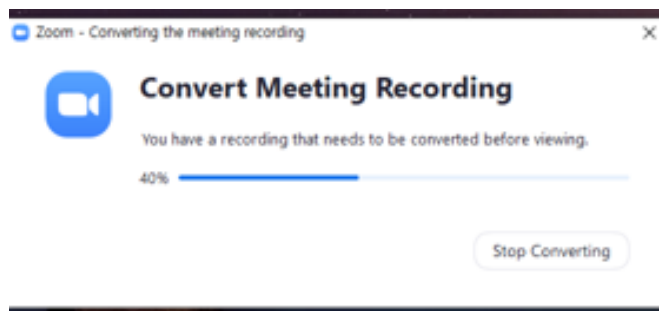 Zoom - Converting the meeting recording
Convert Meeting Recording
You have a recording that needs to be converted before viewing.
40%
Stop Converting